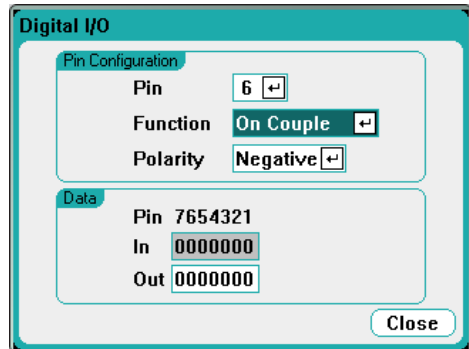 Digital I/O
Pin Configuration
Pin 6
Function On Couple
Polarity Negative
Data
Pin 7654321
In 0000000
Out 0000000
Close